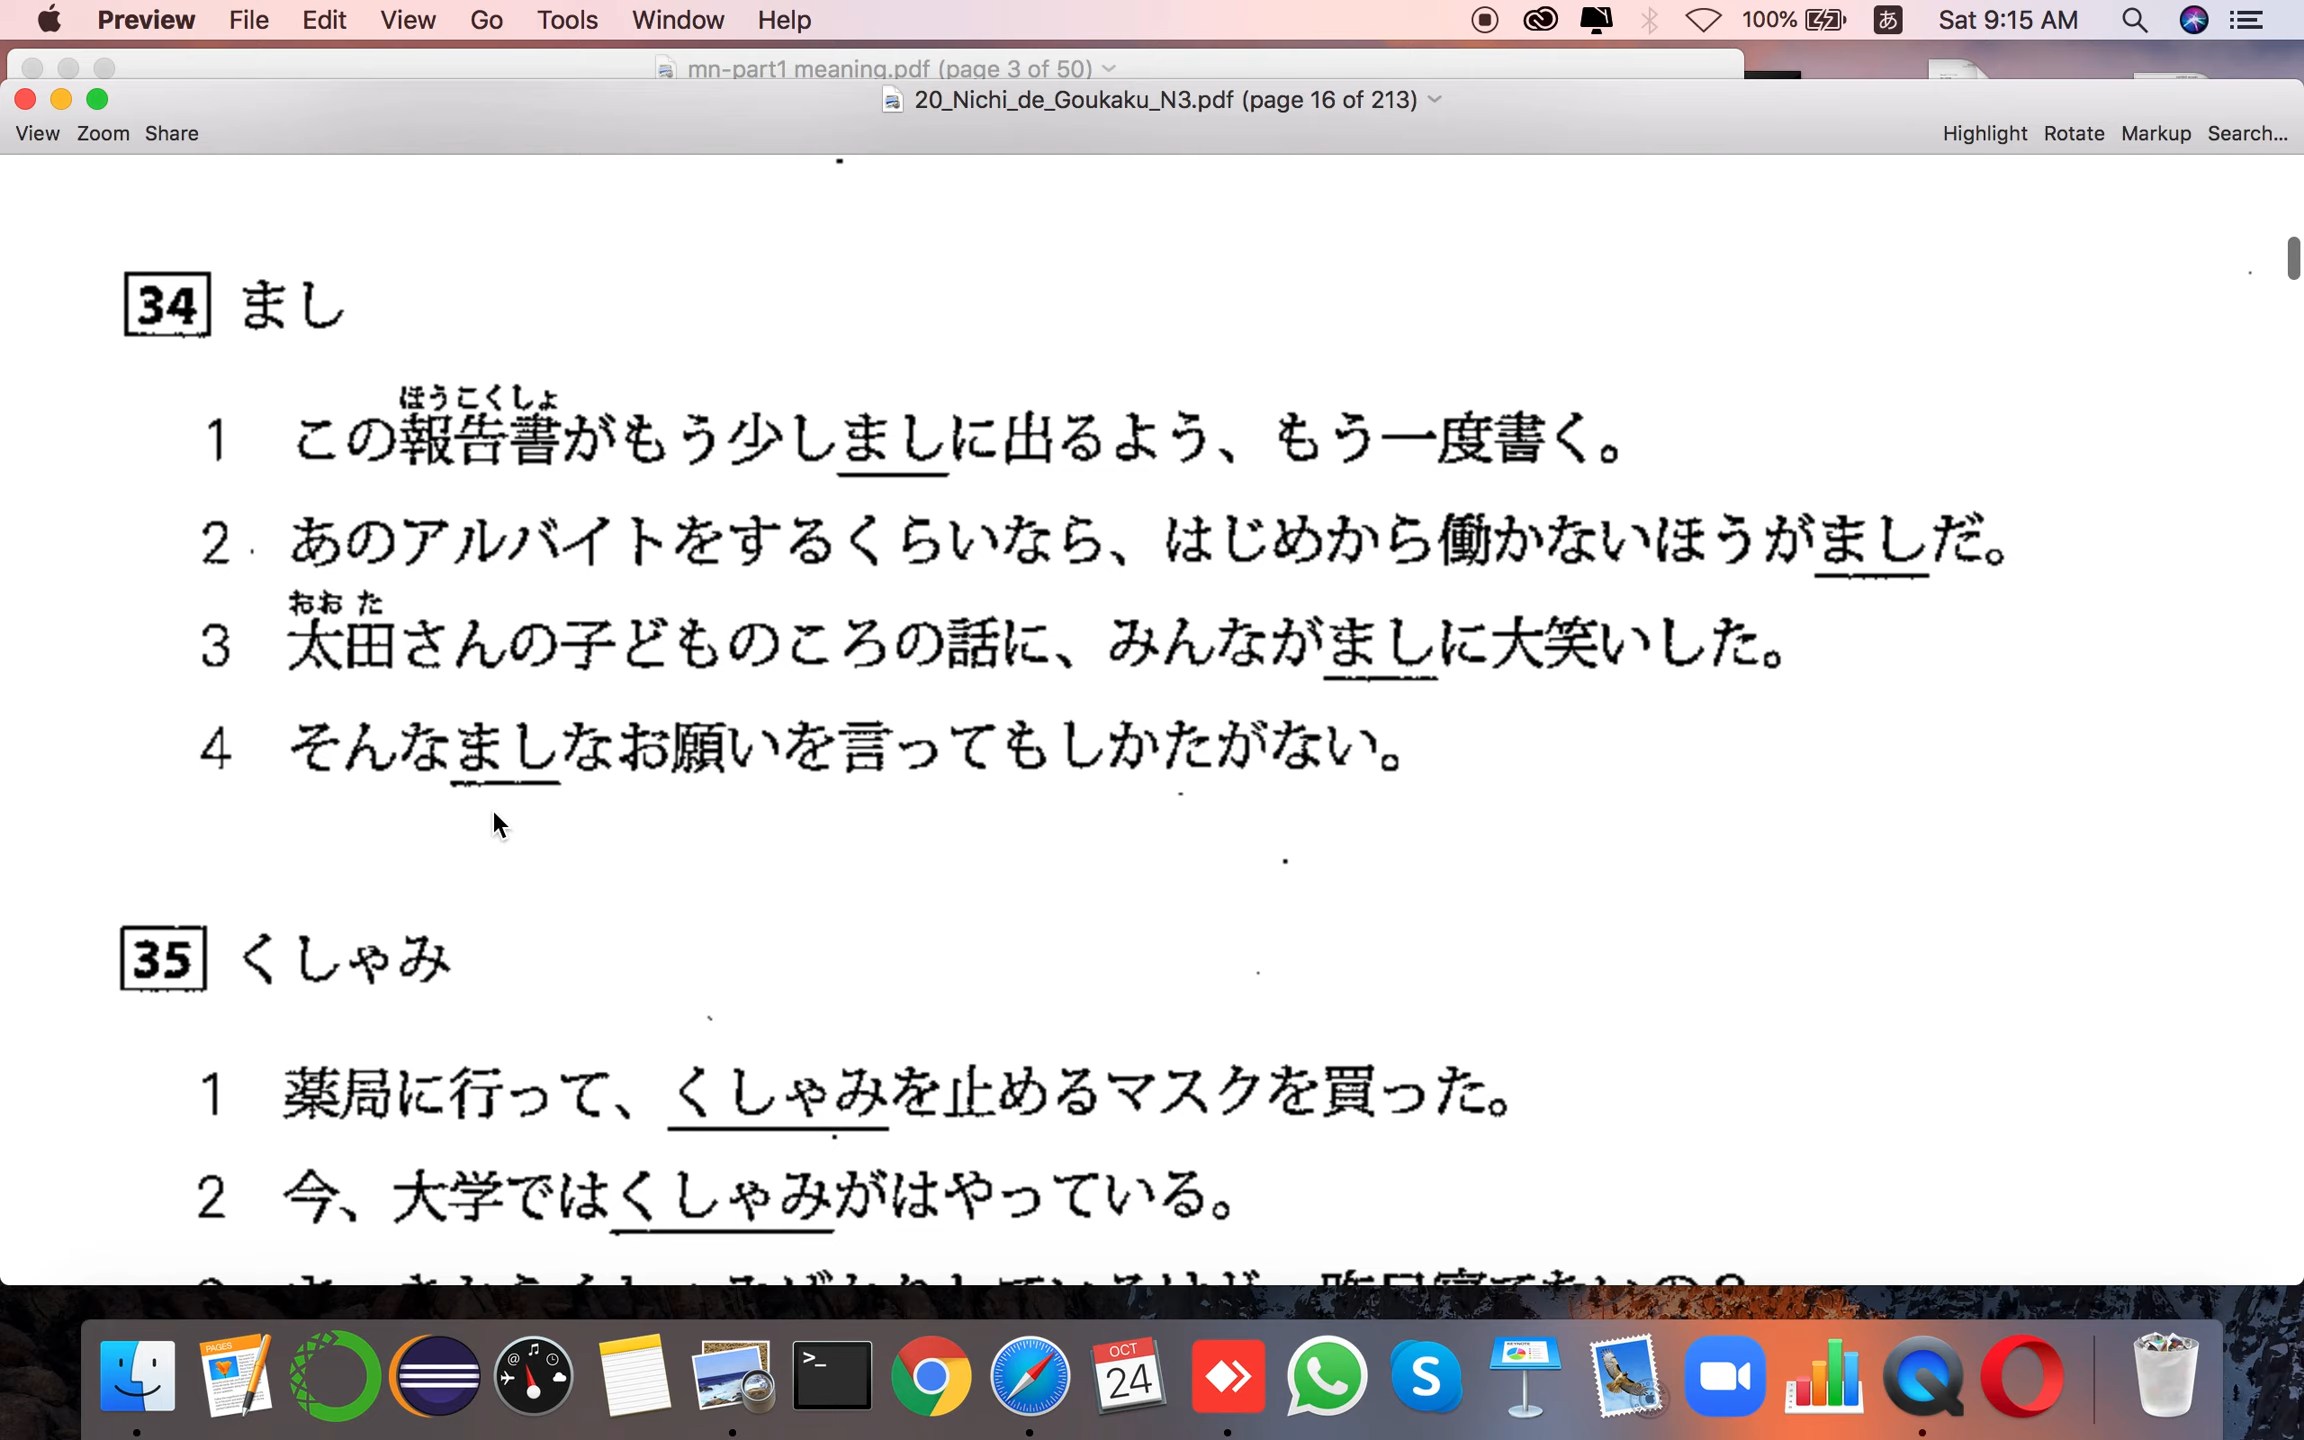 Preview File Edit View Go Tools Window Help 100% あ Sat 9:15 AM
mn-part1 meaning.pdf (page 3 of 50)
20_Nichi_de_Goukaku_N3.pdf (page 16 of 213)
View Zoom Share Highlight Rotate Markup Search...
34 まし
ほうこくしょ
1 この報告書がもう少しましに出るよう、もう一度書く。
2 あのアルバイトをするくらいなら、はじめから働かないほうがましだ。
おおた
3 太田さんの子どものころの話に、みんながましに大笑いした。
4 そんなましなお願いを言ってもしかたがない。
35 くしゃみ
1 薬局に行って、くしゃみを止めるマスクを買った。
2 今、大学ではくしゃみがはやっている。
PAGES
OCT
24